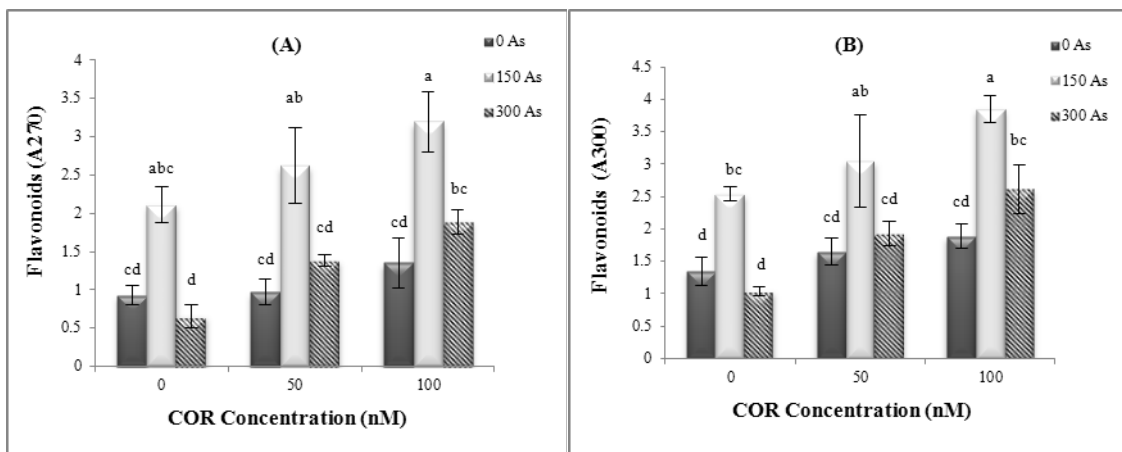 (A)
Flavonoids (A270)
4
3.5
3
2.5
2
1.5
1
0.5
0
cd
abc
d
cd
ab
cd
cd
a
bc
0 As
150 As
300 As
0
50
100
COR Concentration (nM)
(B)
Flavonoids (A300)
4.5
4
3.5
3
2.5
2
1.5
1
0.5
0
d
bc
d
cd
ab
cd
cd
a
bc
0 As
150 As
300 As
0
50
100
COR Concentration (nM)